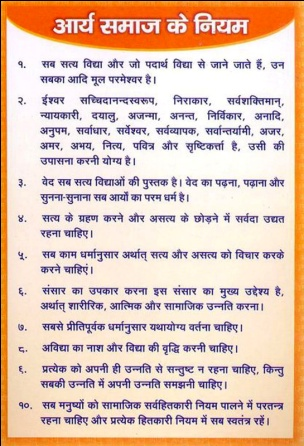 आर्य समाज के नियम
१. सब सत्य विद्या और जो पदार्थ विद्या से जाने जाते हैं, उन
सबका आदि मूल परमेश्वर है।
२. ईश्वर सच्चिदानन्दस्वरूप, निराकार, सर्वशक्तिमान्,
न्यायकारी, दयालु, अजन्मा, अनन्त, निर्विकार, अनादि,
अनुपम, सर्वाधार, सर्वेश्वर, सर्वव्यापक, सर्वान्तर्यामी, अजर,
अमर, अभय, नित्य, पवित्र और सृष्टिकर्त्ता है, उसी की
उपासना करनी योग्य है।
३. वेद सब सत्य विद्याओं की पुस्तक है। वेद का पढ़ना, पढ़ाना और
सुनना-सुनाना सब आर्यों का परम धर्म है।
४. सत्य के ग्रहण करने और असत्य के छोड़ने में सर्वदा उद्यत
रहना चाहिए।
५. सब काम धर्मानुसार अर्थात् सत्य और असत्य को विचार करके
करने चाहिएं।
६. संसार का उपकार करना इस संसार का मुख्य उद्देश्य है,
अर्थात् शारीरिक, आत्मिक और सामाजिक उन्नति करना।
७. सबसे प्रीतिपूर्वक धर्मानुसार यथायोग्य वर्तना चाहिए।
८. अविद्या का नाश और विद्या की वृद्धि करनी चाहिए।
९. प्रत्येक को अपनी ही उन्नति से सन्तुष्ट न रहना चाहिए, किन्तु
सबकी उन्नति में अपनी उन्नति समझनी चाहिए।
१०. सब मनुष्यों को सामाजिक सर्वहितकारी नियम पालने में परतन्त्र
रहना चाहिए और प्रत्येक हितकारी नियम में सब स्वतंत्र रहें।